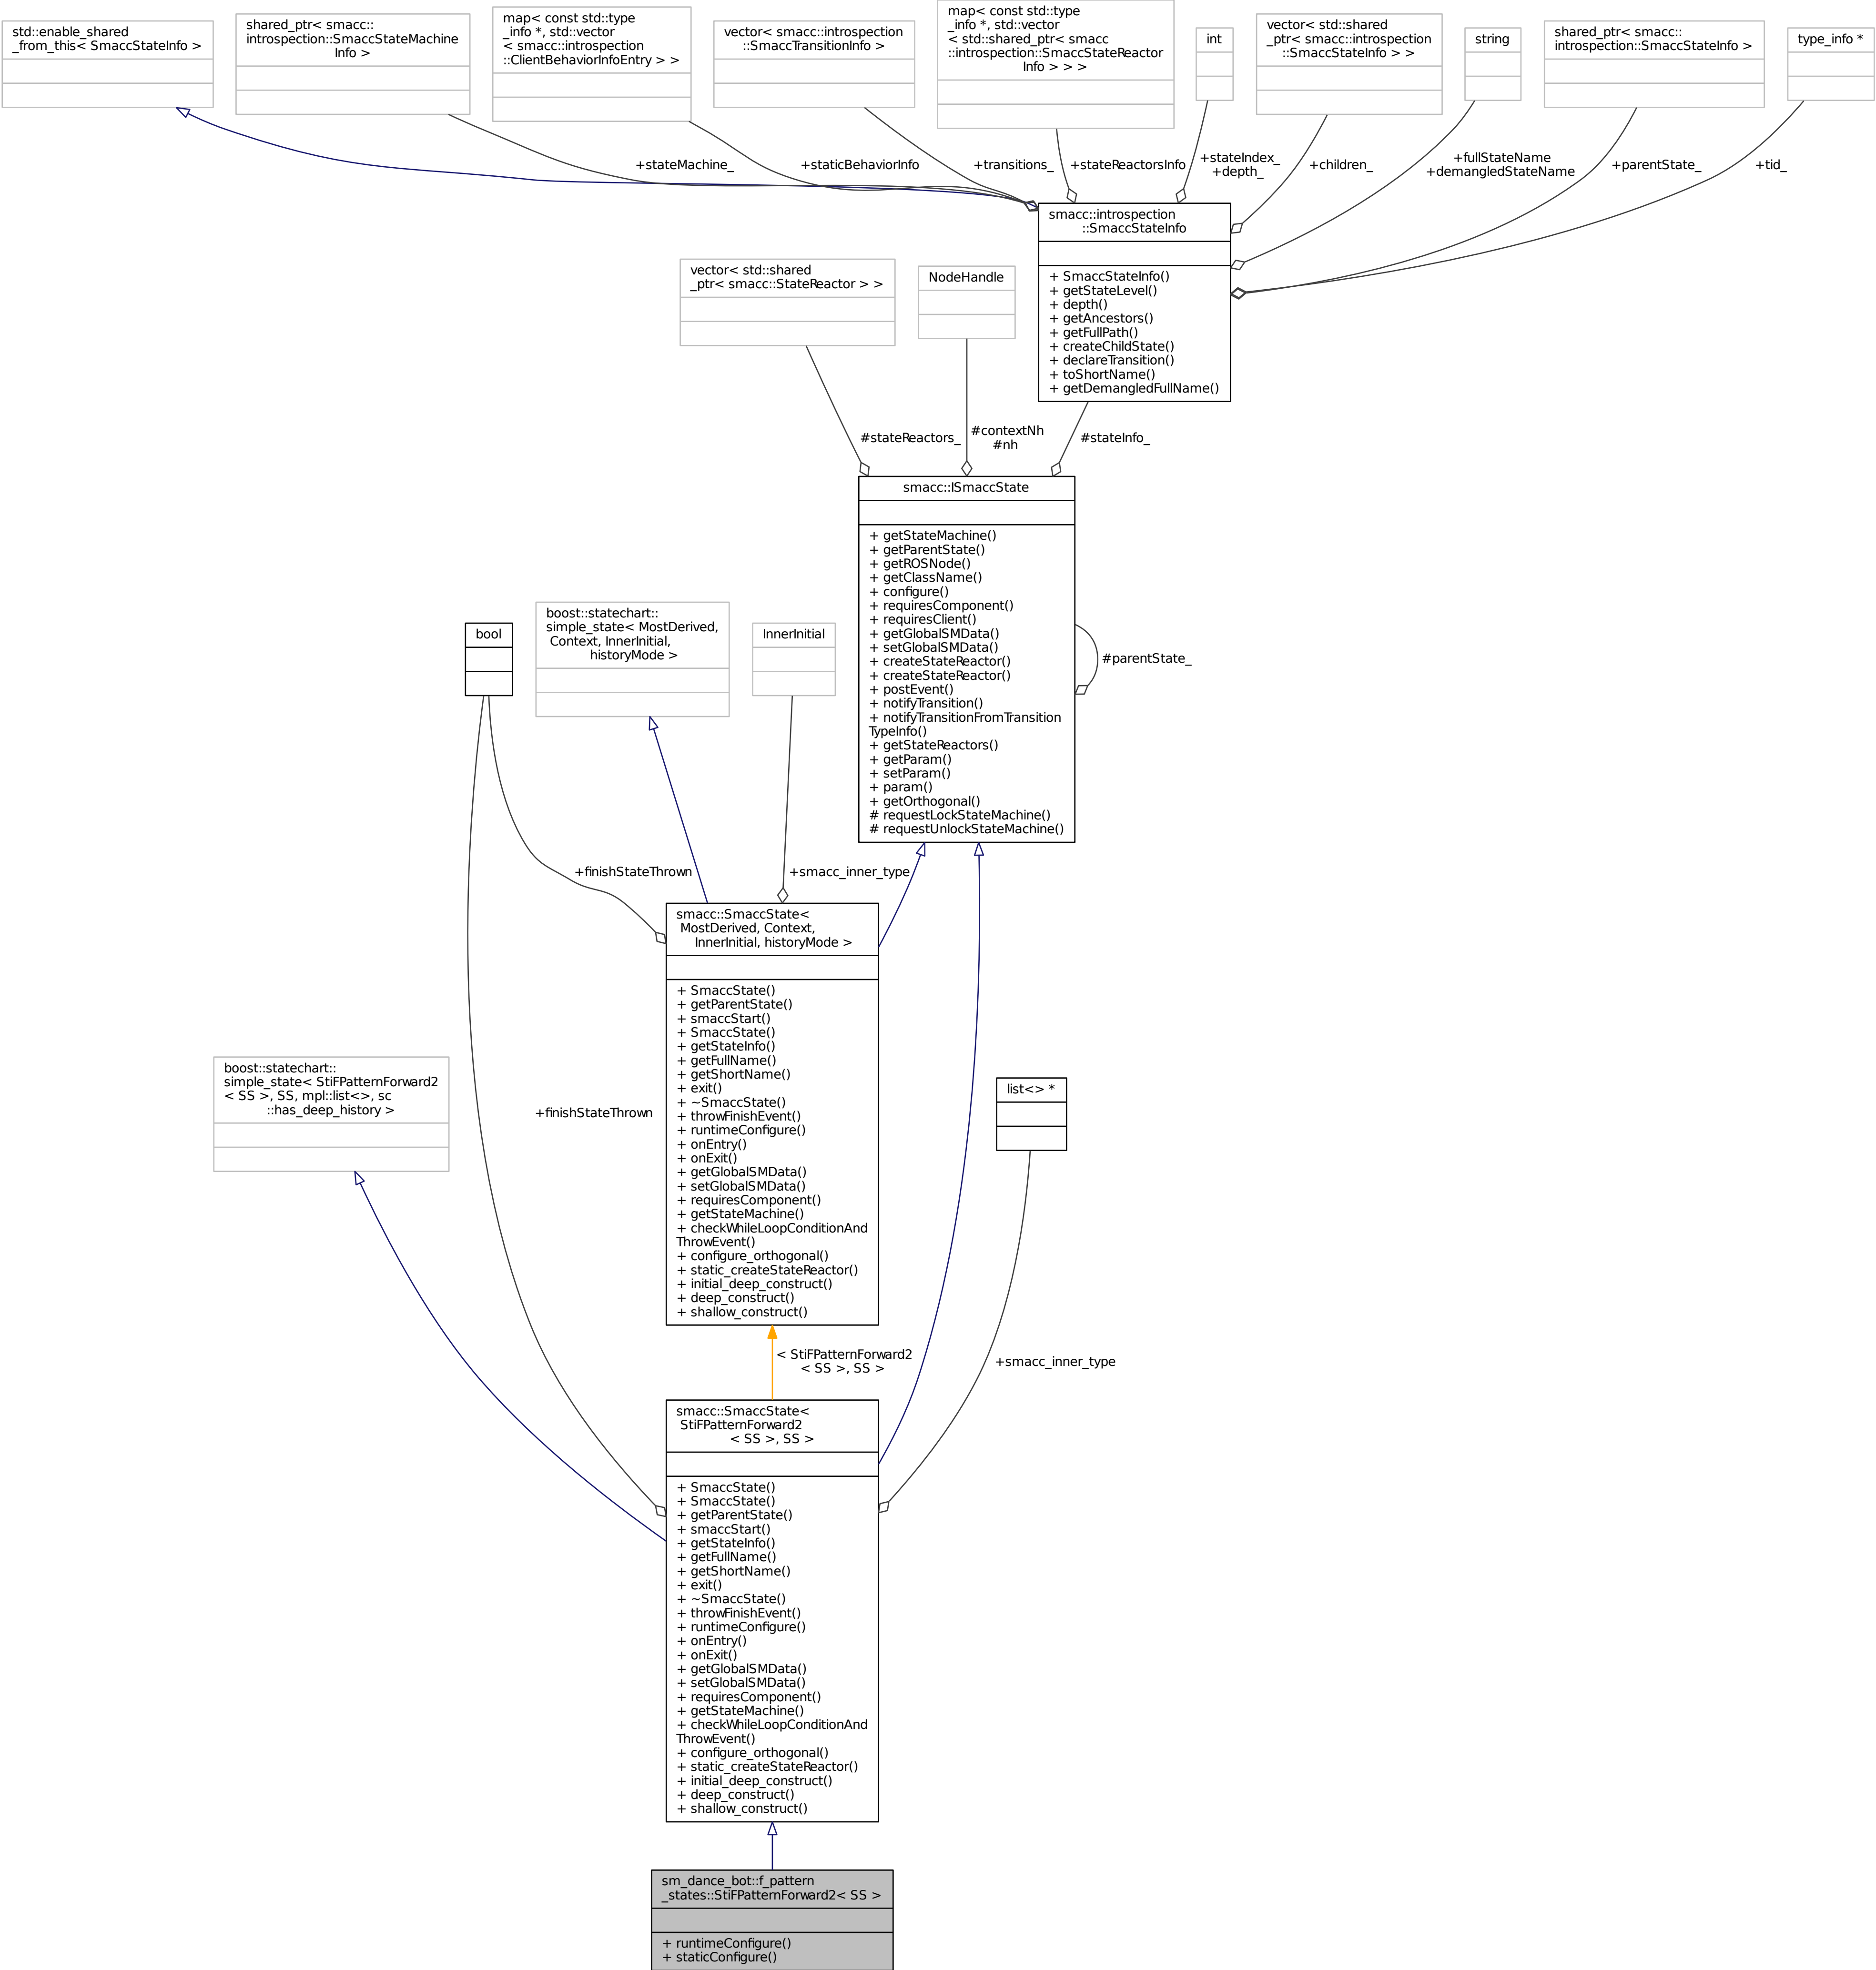 std::enable_shared
_from_this< SmaccStateInfo >
shared_ptr< smacc::
introspection::SmaccStateMachine
Info >
map< const std::type
_info *, std::vector
< smacc::introspection
::ClientBehaviorInfoEntry > >
vector< smacc::introspection
::SmaccTransitionInfo >
map< const std::type
_info *, std::vector
< std::shared_ptr< smacc
::introspection::SmaccStateReactor
Info > > >
int
vector< std::shared
_ptr< smacc::introspection
::SmaccStateInfo > >
string
shared_ptr< smacc::
introspection::SmaccStateInfo >
type_info *
+stateMachine_
+staticBehaviorInfo
+transitions_
+stateReactorsInfo
+stateIndex_
+depth_
+children_
+fullStateName
+demangledStateName
+parentState_
+tid_
smacc::introspection
::SmaccStateInfo
+ SmaccStateInfo()
+ getStateLevel()
+ depth()
+ getAncestors()
+ getFullPath()
+ createChildState()
+ declareTransition()
+ toShortName()
+ getDemangledFullName()
vector< std::shared
_ptr< smacc::StateReactor > >
NodeHandle
#stateReactors_
#contextNh
#nh
#stateInfo_
smacc::ISmaccState
+ getStateMachine()
+ getParentState()
+ getROSNode()
+ getClassName()
+ configure()
+ requiresComponent()
+ requiresClient()
+ getGlobalSMData()
+ setGlobalSMData()
+ createStateReactor()
+ createStateReactor()
+ postEvent()
+ notifyTransition()
+ notifyTransitionFromTransition
TypeInfo()
+ getStateReactors()
+ getParam()
+ setParam()
+ param()
+ getOrthogonal()
# requestLockStateMachine()
# requestUnlockStateMachine()
#parentState_
bool
boost::statechart::
simple_state< MostDerived,
Context, InnerInitial,
historyMode >
InnerInitial
+finishStateThrown
+smacc_inner_type
smacc::SmaccState<
MostDerived, Context,
InnerInitial, historyMode >
+ SmaccState()
+ getParentState()
+ smaccStart()
+ SmaccState()
+ getStateInfo()
+ getFullName()
+ getShortName()
+ exit()
+ ~SmaccState()
+ throwFinishEvent()
+ runtimeConfigure()
+ onEntry()
+ onExit()
+ getGlobalSMData()
+ setGlobalSMData()
+ requiresComponent()
+ getStateMachine()
+ checkWhileLoopConditionAnd
ThrowEvent()
+ configure_orthogonal()
+ static_createStateReactor()
+ initial_deep_construct()
+ deep_construct()
+ shallow_construct()
boost::statechart::
simple_state< StiFPatternForward2
< SS >, SS, mpl::list<>, sc
::has_deep_history >
+finishStateThrown
list<> *
< StiFPatternForward2
< SS >, SS >
+smacc_inner_type
smacc::SmaccState<
StiFPatternForward2
< SS >, SS >
+ SmaccState()
+ SmaccState()
+ getParentState()
+ smaccStart()
+ getStateInfo()
+ getFullName()
+ getShortName()
+ exit()
+ ~SmaccState()
+ throwFinishEvent()
+ runtimeConfigure()
+ onEntry()
+ onExit()
+ getGlobalSMData()
+ setGlobalSMData()
+ requiresComponent()
+ getStateMachine()
+ checkWhileLoopConditionAnd
ThrowEvent()
+ configure_orthogonal()
+ static_createStateReactor()
+ initial_deep_construct()
+ deep_construct()
+ shallow_construct()
sm_dance_bot::f_pattern
_states::StiFPatternForward2< SS >
+ runtimeConfigure()
+ staticConfigure()